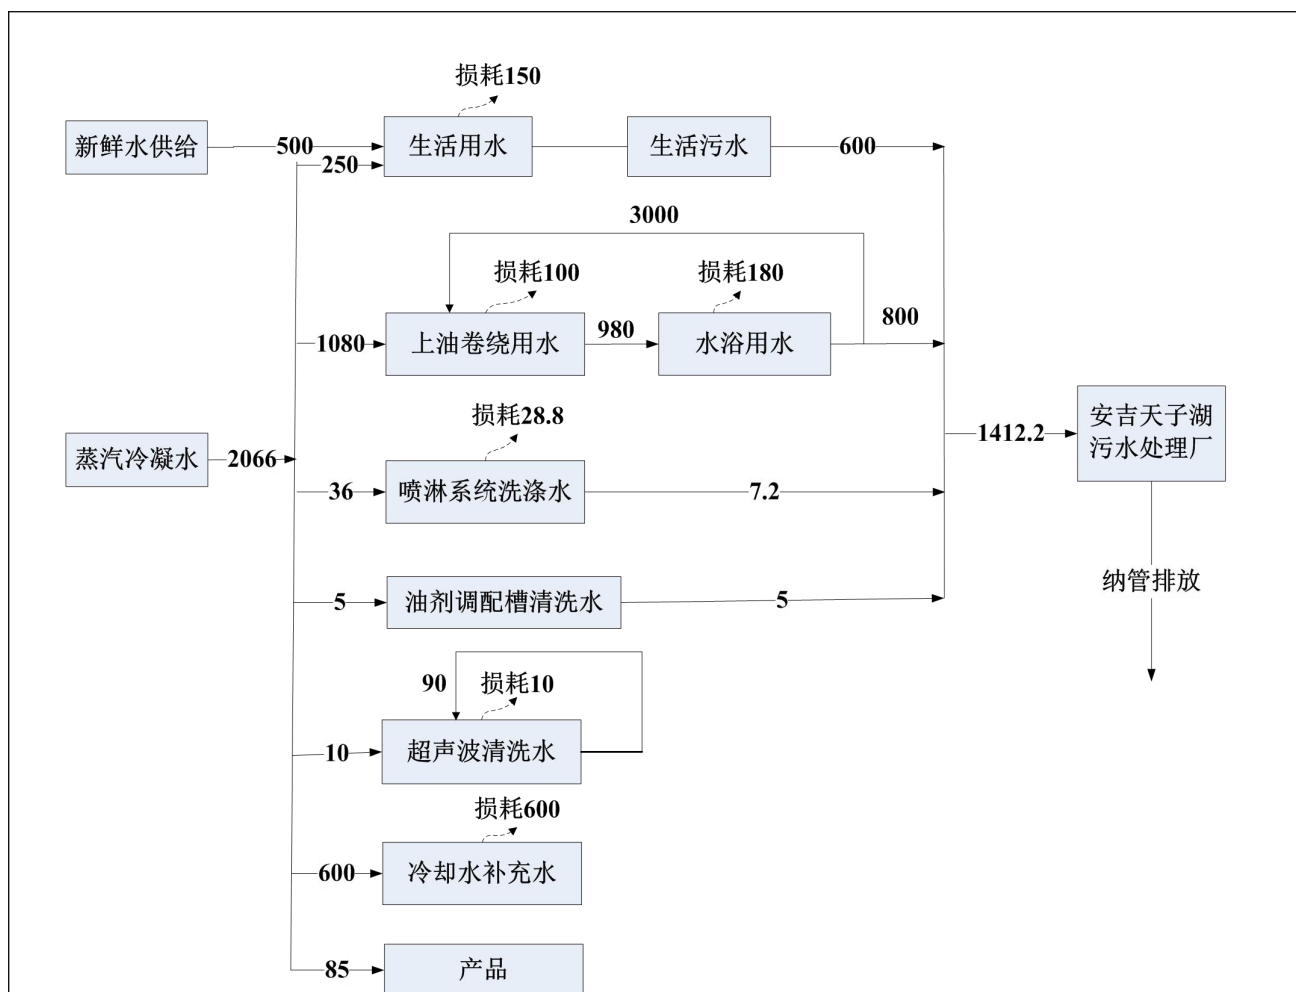 损耗150
新鲜水供给
500
生活用水
生活污水
600
250
3000
损耗100
损耗180
1080
上油卷绕用水
980
水浴用水
800
损耗28.8
安吉天子湖
污水处理厂
1412.2
蒸汽冷凝水
2066
36
喷淋系统洗涤水
7.2
纳管排放
5
油剂调配槽清洗水
5
90
损耗10
10
超声波清洗水
损耗600
600
冷却水补充水
85
产品